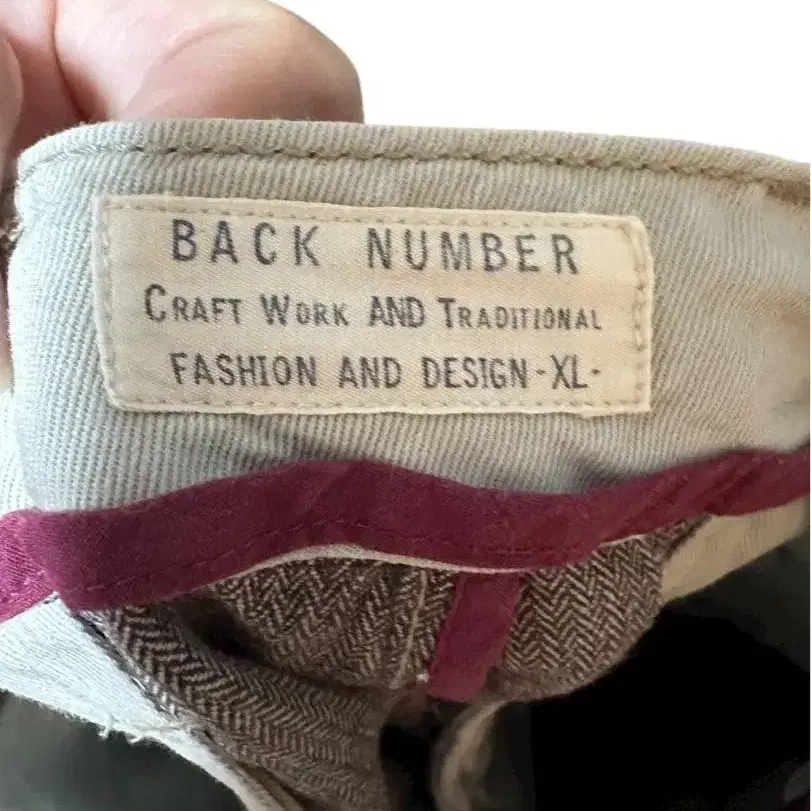 BACK NUMBER
CRAFT WORK AND TRADITIONAL
FASHION AND DESIGN -XL-